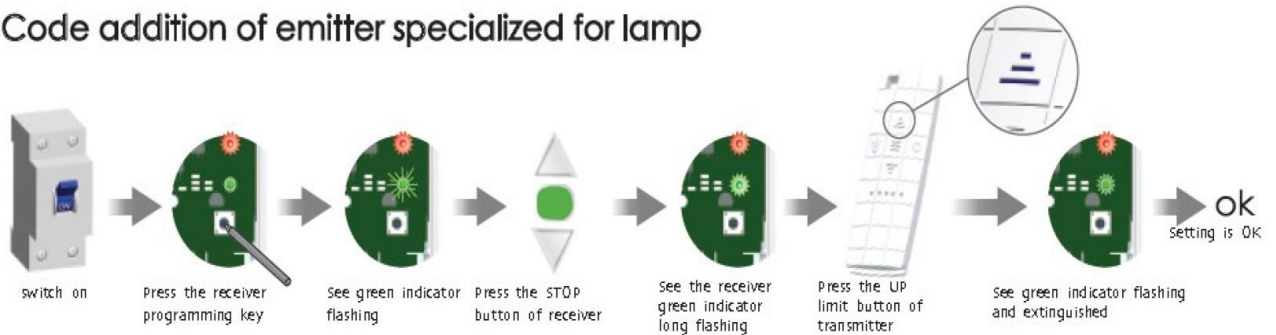 Code addition of emitter specialized for lamp
switch on
Press the receiver
programming key
See green indicator
flashing
Press the STOP
button of receiver
See the receiver
green indicator
long flashing
Press the UP
limit button of
transmitter
See green indicator flashing
and extinguished
ok
Setting is OK